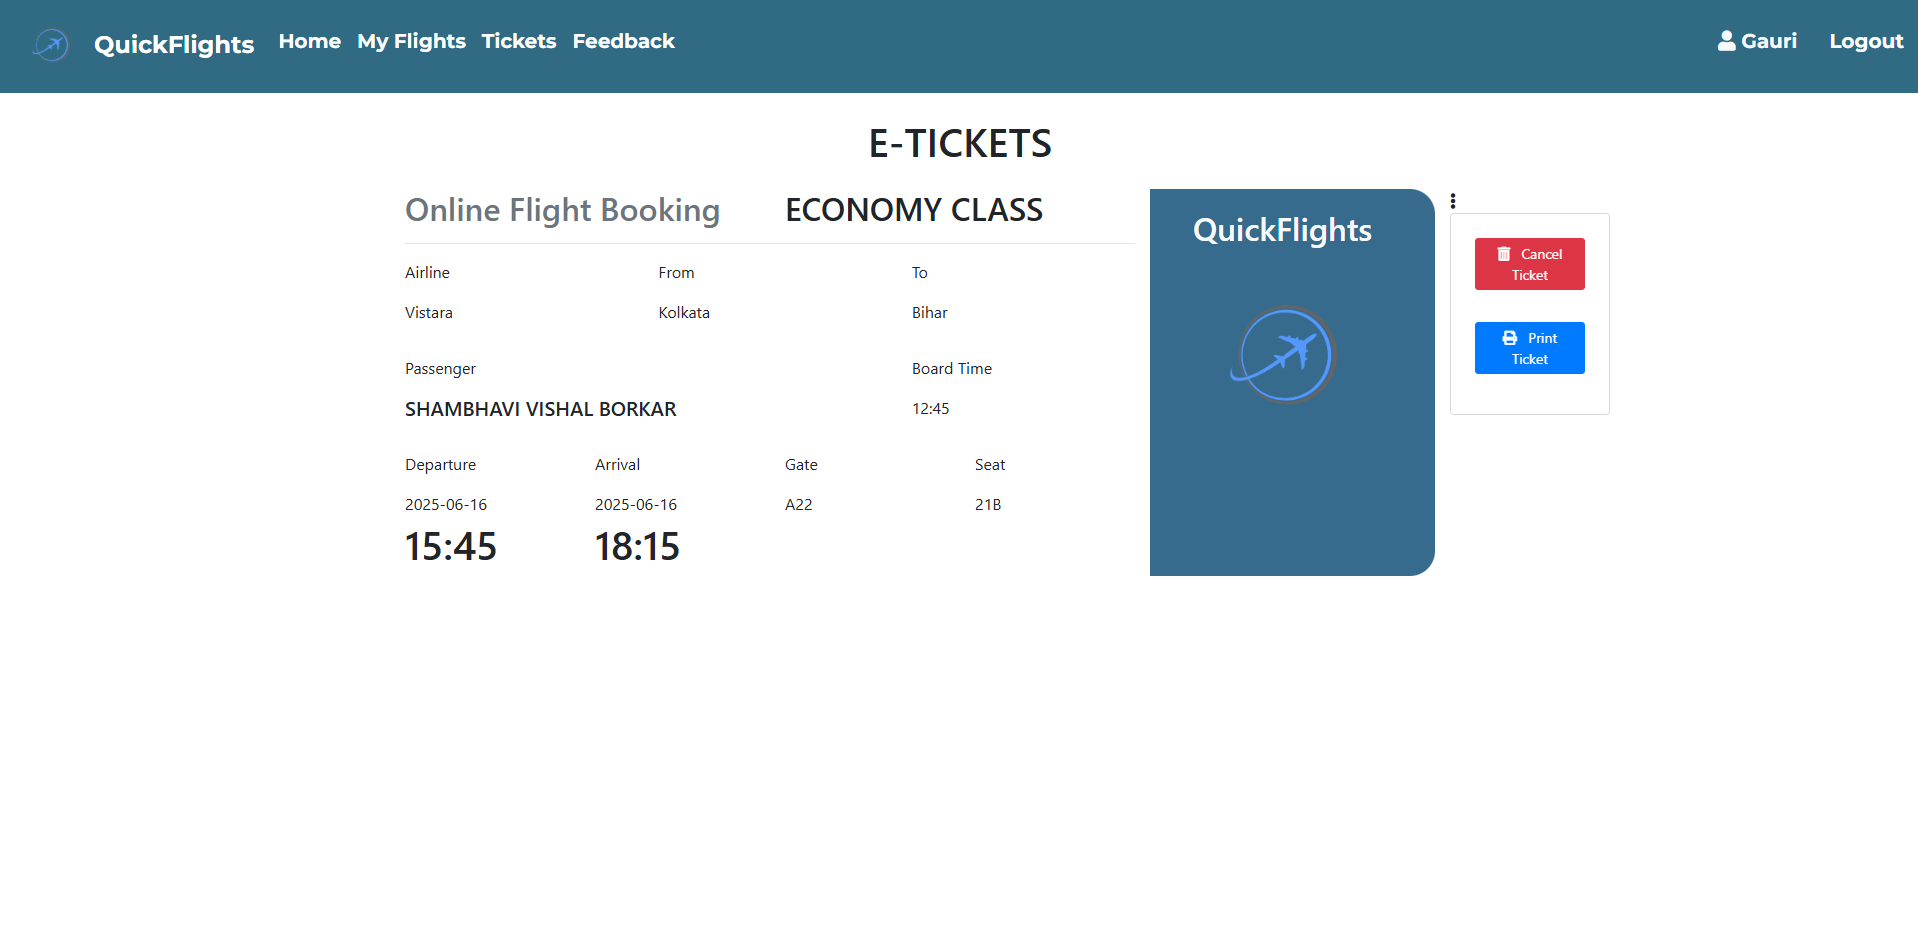 QuickFlights Home My Flights Tickets Feedback Gauri Logout
E-TICKETS
Online Flight Booking ECONOMY CLASS
Airline From To
Vistara Kolkata Bihar
Passenger Board Time
SHAMBHAVI VISHAL BORKAR 12:45
Departure Arrival Gate Seat
2025-06-16 2025-06-16 A22 21B
15:45 18:15
QuickFlights
Cancel
Ticket
Print
Ticket